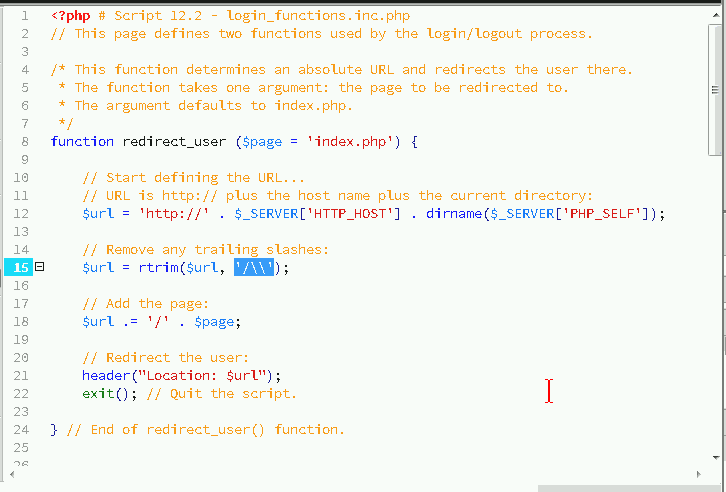 1 <?php # Script 12.2 - login_functions.inc.php
2 // This page defines two functions used by the login/logout process.
3
4 /* This function determines an absolute URL and redirects the user there.
5 * The function takes one argument: the page to be redirected to.
6 * The argument defaults to index.php.
7 */
8 function redirect_user ($page = 'index.php') {
9
10 // Start defining the URL...
11 // URL is http:// plus the host name plus the current directory:
12 $url = 'http://' . $_SERVER['HTTP_HOST'] . dirname($_SERVER['PHP_SELF']);
13
14 // Remove any trailing slashes:
15 $url = rtrim($url, '/\\');
16
17 // Add the page:
18 $url .= '/' . $page;
19
20 // Redirect the user:
21 header("Location: $url");
22 exit(); // Quit the script.
23
24 } // End of redirect_user() function.
25
26